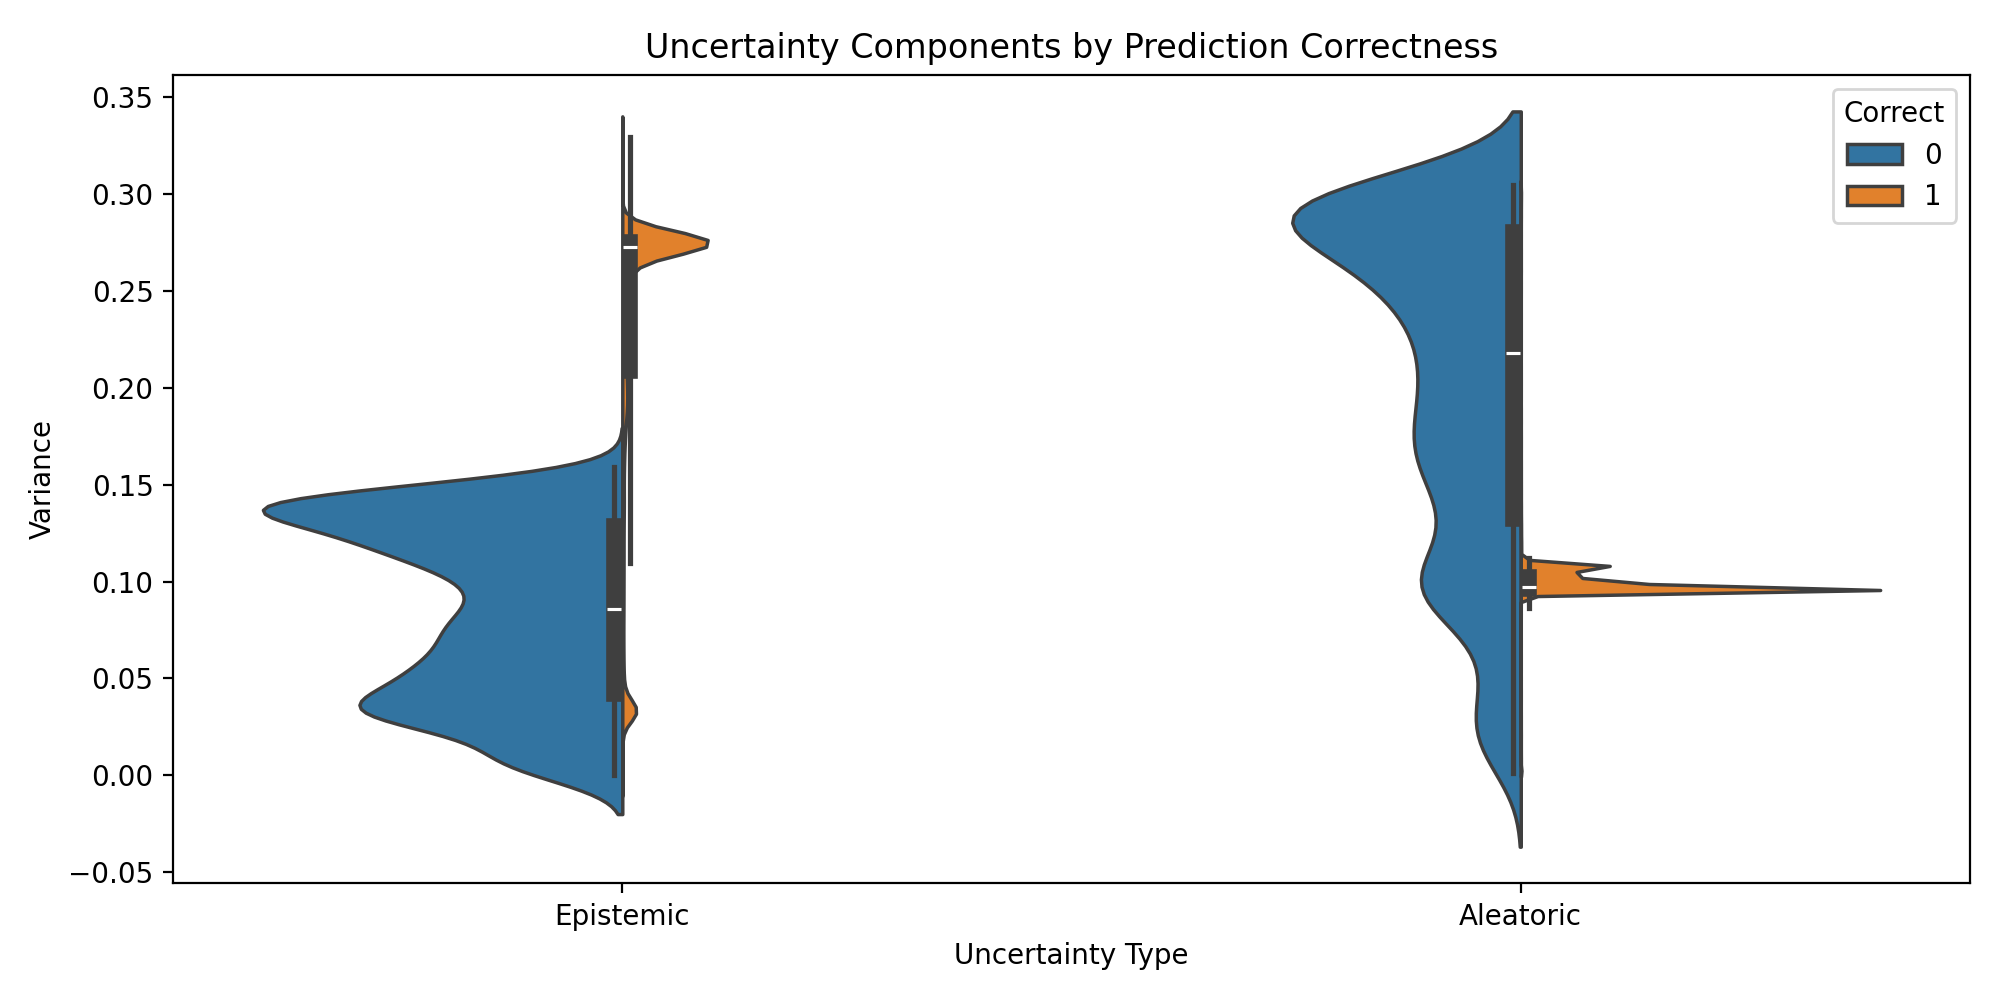 Uncertainty Components by Prediction Correctness
0.35
0.30
0.25
0.20
0.15
0.10
0.05
0.00
−0.05
Variance
Correct
0
1
Epistemic
Aleatoric
Uncertainty Type